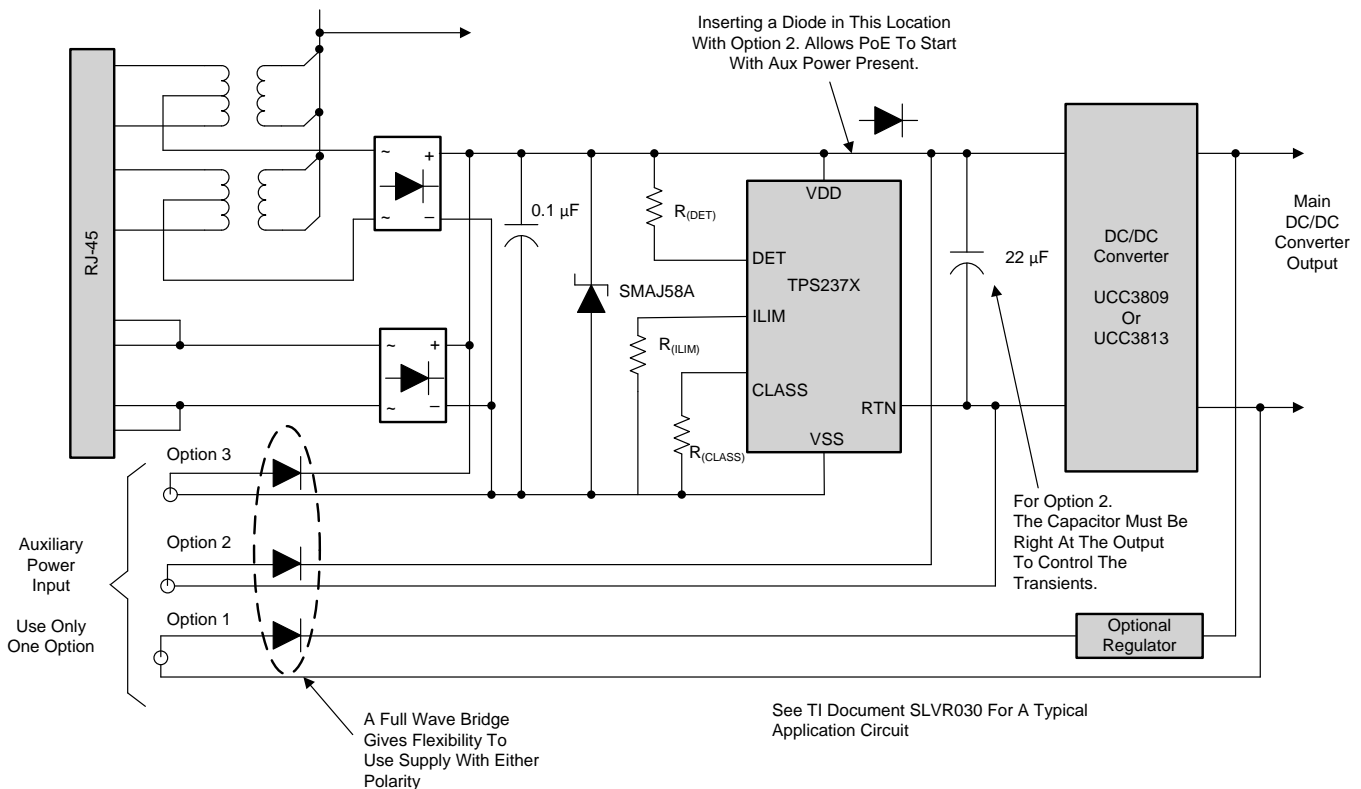 Inserting a Diode in This Location
With Option 2. Allows PoE To Start
With Aux Power Present.
RJ-45
~
+
~
−
~
+
~
−
0.1 µF
SMAJ58A
R(DET)
R(ILIM)
R(CLASS)
VDD
DET
TPS237X
ILIM
CLASS
RTN
VSS
22 µF
DC/DC
Converter
UCC3809
Or
UCC3813
Main
DC/DC
Converter
Output
For Option 2.
The Capacitor Must Be
Right At The Output
To Control The
Transients.
Option 3
Option 2
Option 1
Auxiliary
Power
Input
Use Only
One Option
Optional
Regulator
A Full Wave Bridge
Gives Flexibility To
Use Supply With Either
Polarity
See TI Document SLVR030 For A Typical
Application Circuit